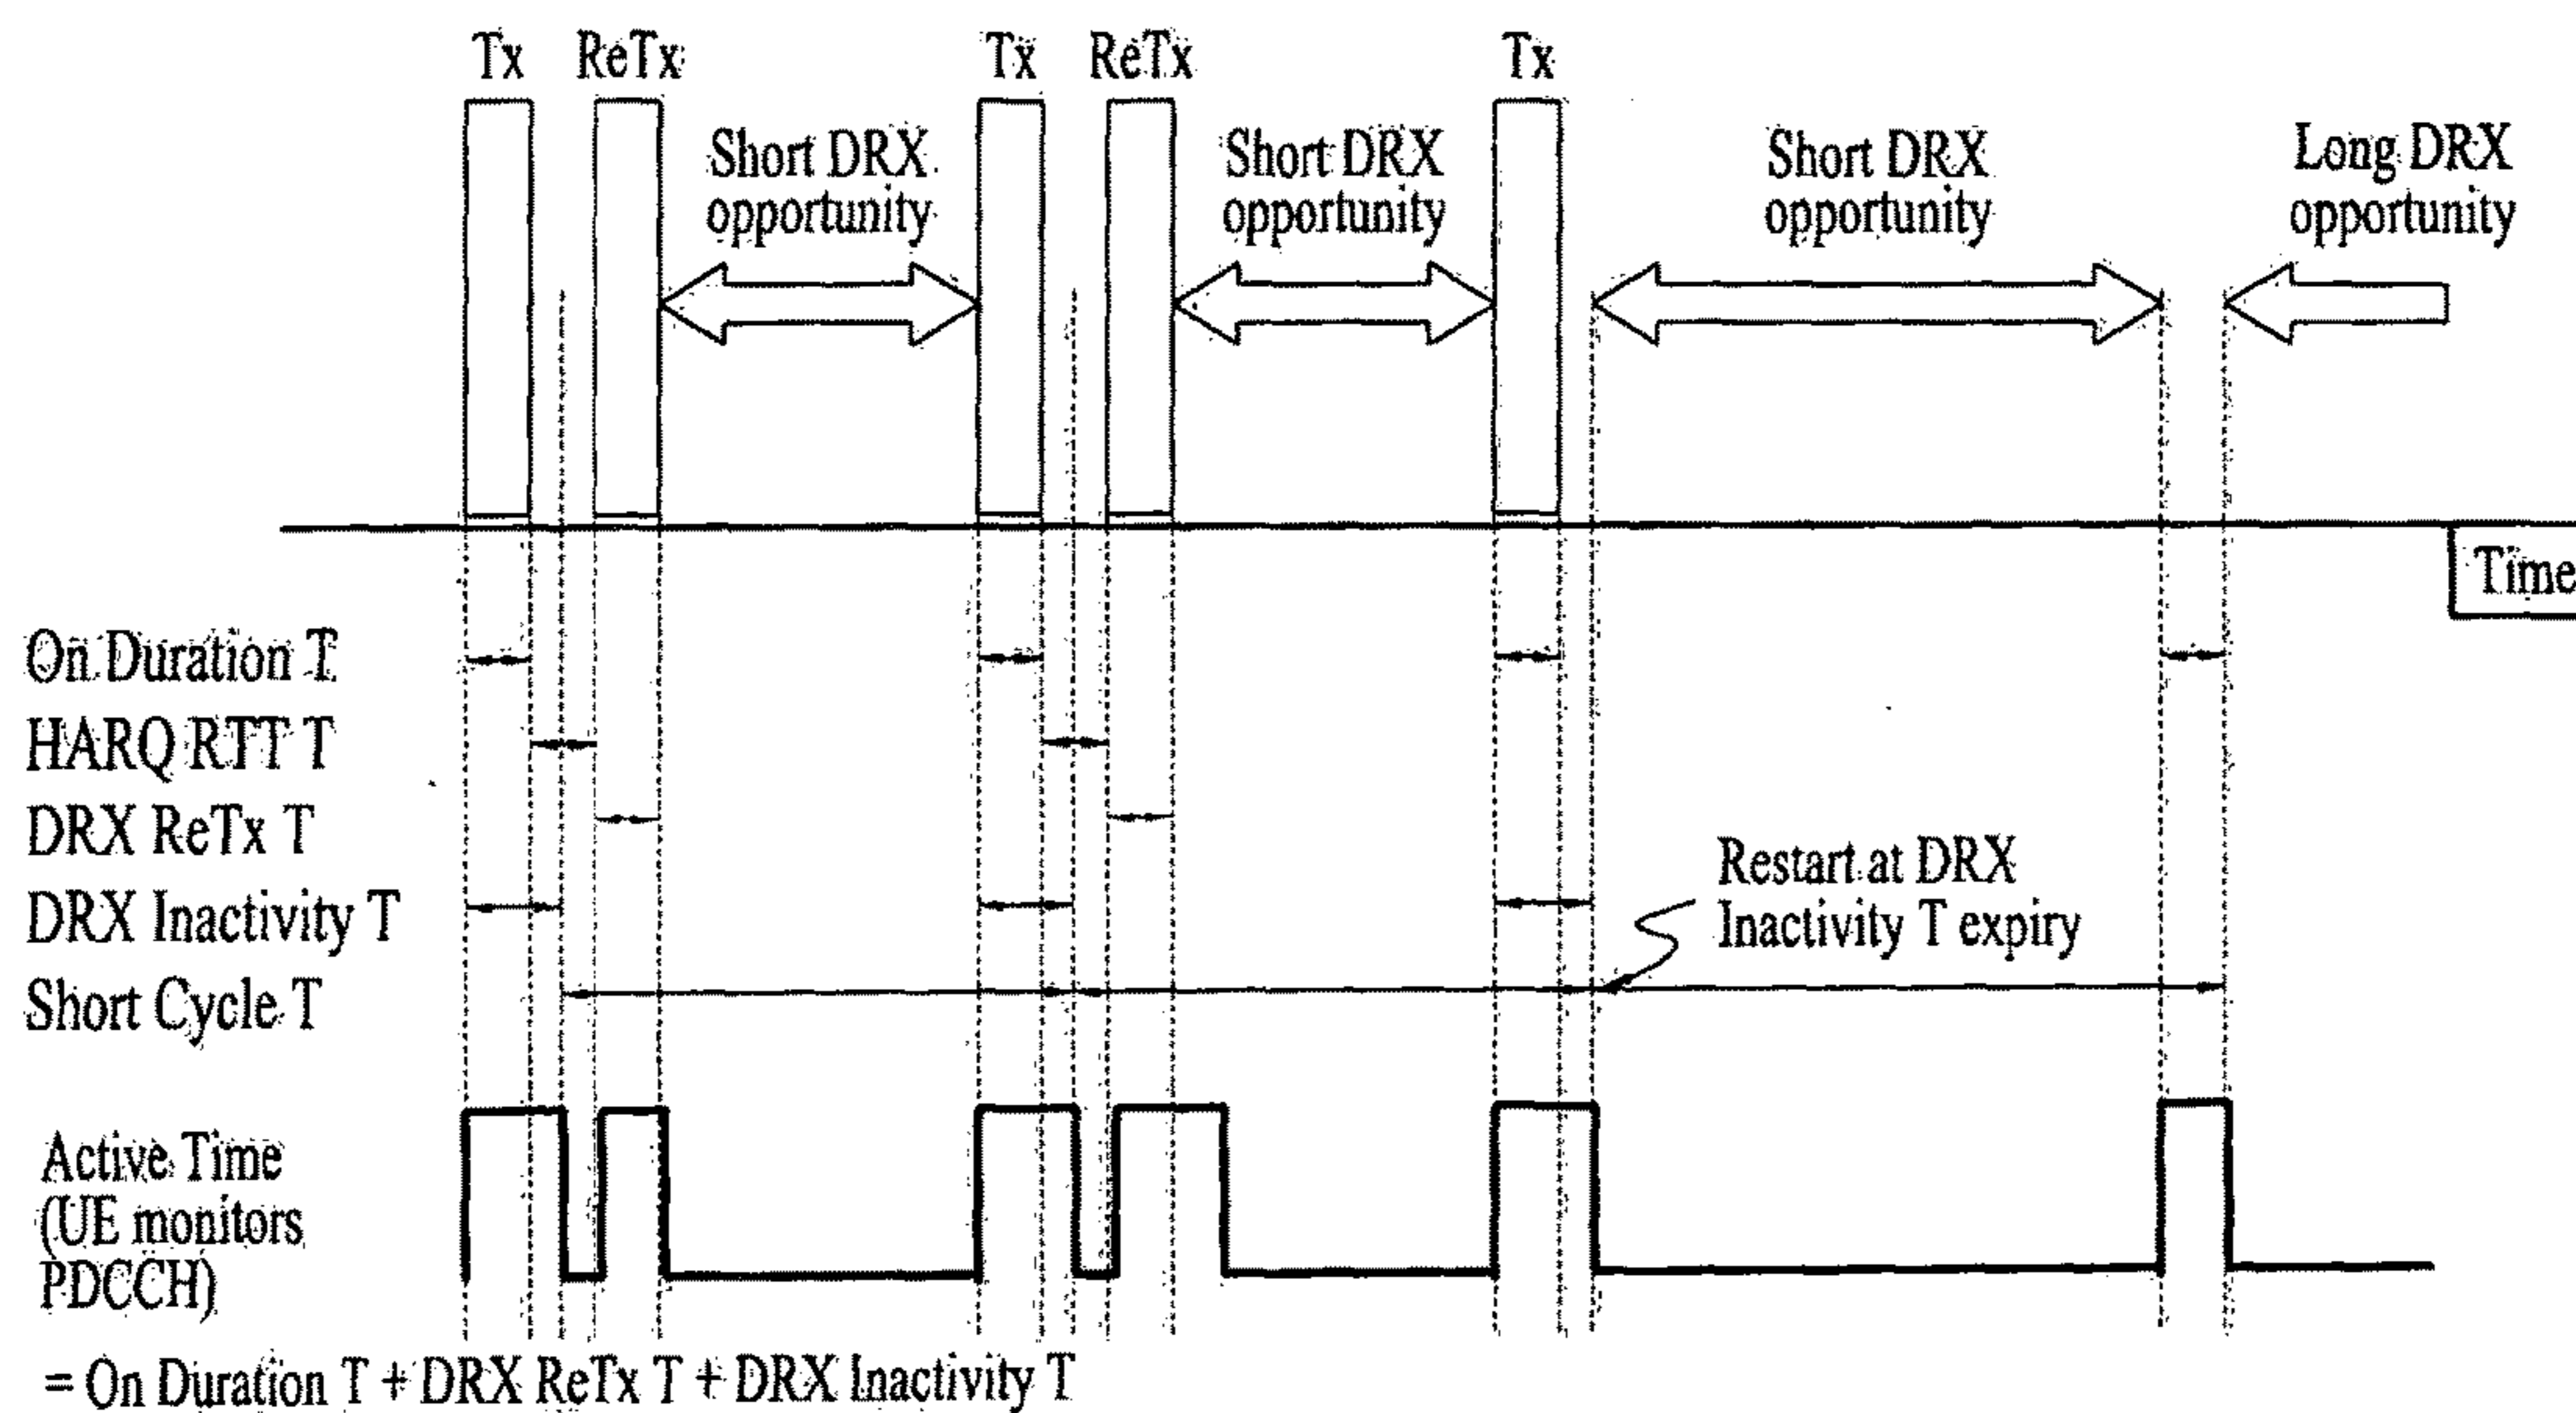 Tx
ReTx
Tx
ReTx
Tx
Short DRX
opportunity
Short DRX
opportunity
Short DRX
opportunity
Long DRX
opportunity
Time
On Duration T
HARQ RTT T
DRX ReTx T
DRX Inactivity T
Short Cycle T
Restart at DRX
Inactivity T expiry
Active Time
(UE monitors
PDCCH)
= On Duration T + DRX ReTx T + DRX Inactivity T